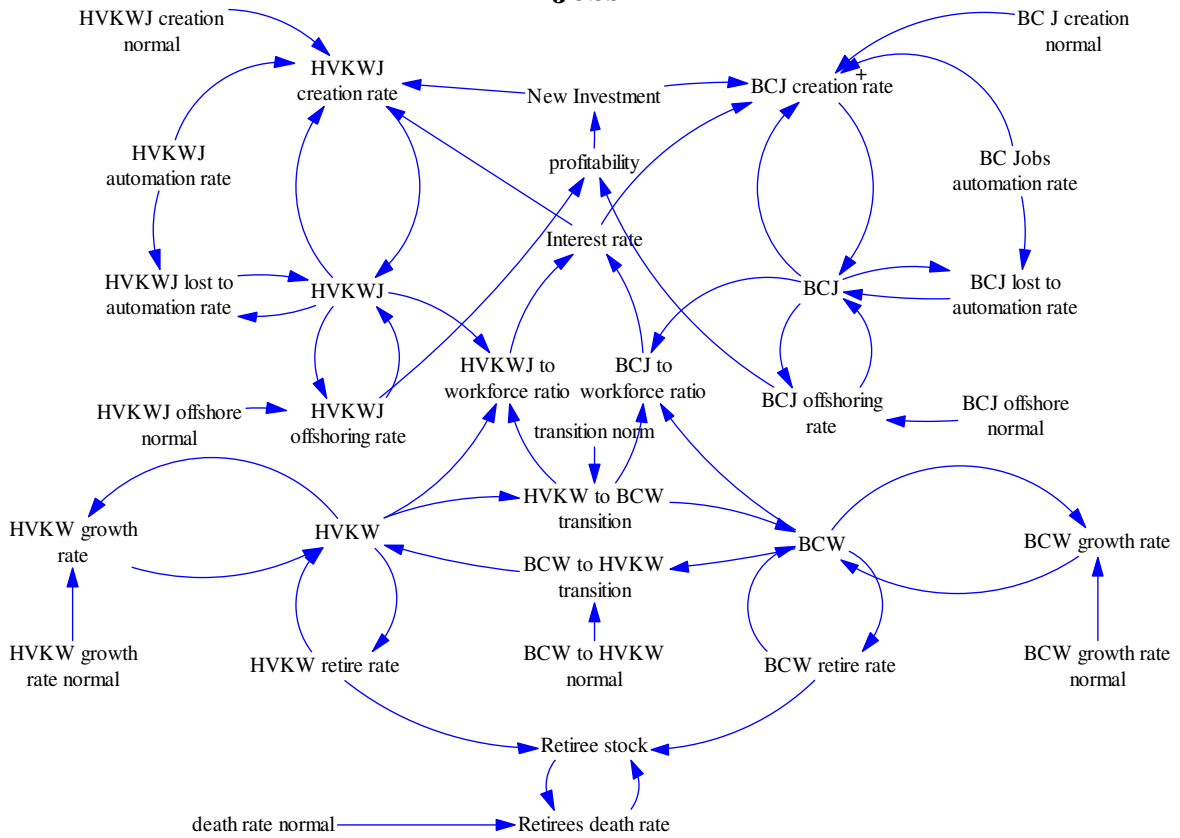 HVKWJ creation
normal
BC J creation
normal
HVKWJ
creation rate
New Investment
BCJ creation rate
+
HVKWJ
automation rate
profitability
BC Jobs
automation rate
Interest rate
HVKWJ lost to
automation rate
HVKWJ
BCJ
BCJ lost to
automation rate
HVKWJ to
workforce ratio
BCJ to
workforce ratio
HVKWJ offshore
normal
HVKWJ
offshoring rate
BCJ offshoring
rate
BCJ offshore
normal
transition norm
HVKW to BCW
transition
HVKW growth
rate
HVKW
BCW
BCW growth rate
BCW to HVKW
transition
HVKW growth
rate normal
HVKW retire rate
BCW to HVKW
normal
BCW retire rate
BCW growth rate
normal
Retiree stock
death rate normal
Retirees death rate